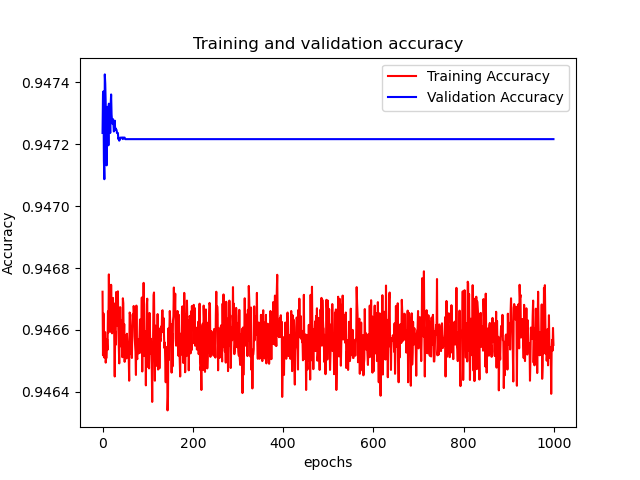 Training and validation accuracy
Training Accuracy
Validation Accuracy
0.9474
0.9472
0.9470
0.9468
0.9466
0.9464
Accuracy
0 200 400 600 800 1000
epochs